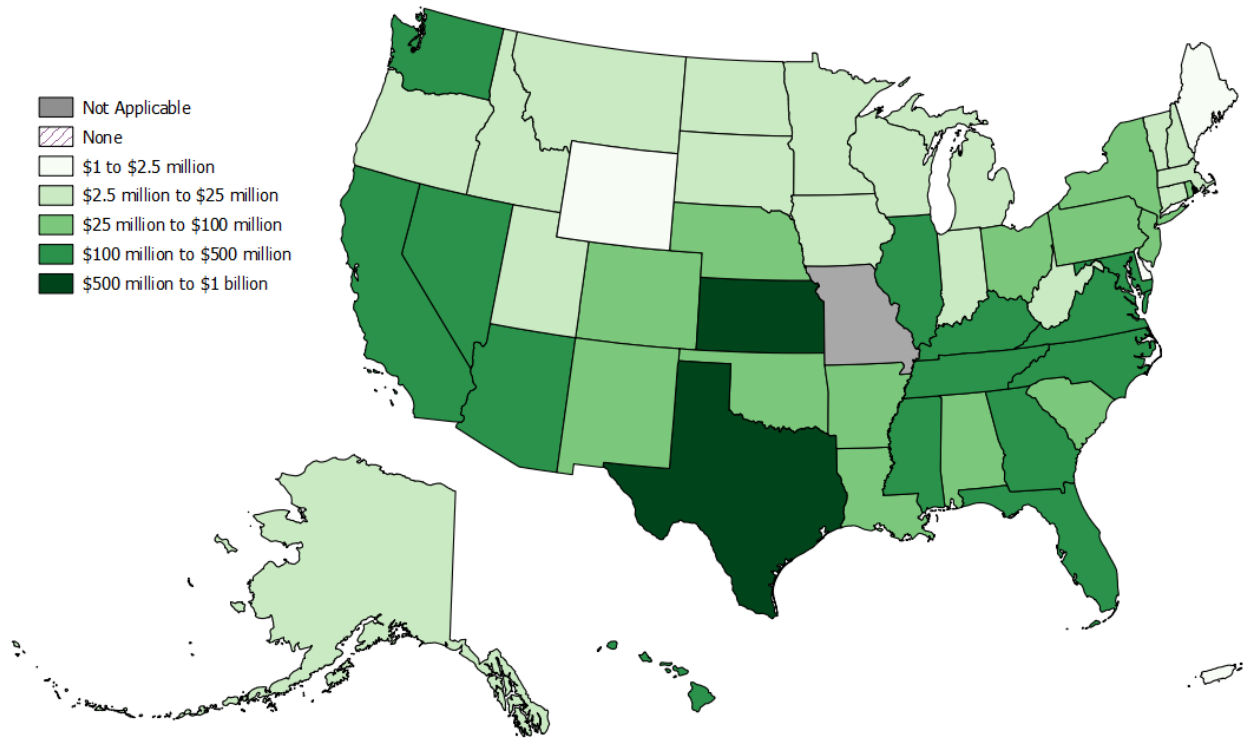 Not Applicable
None
$1 to $2.5 million
$2.5 million to $25 million
$25 million to $100 million
$100 million to $500 million
$500 million to $1 billion